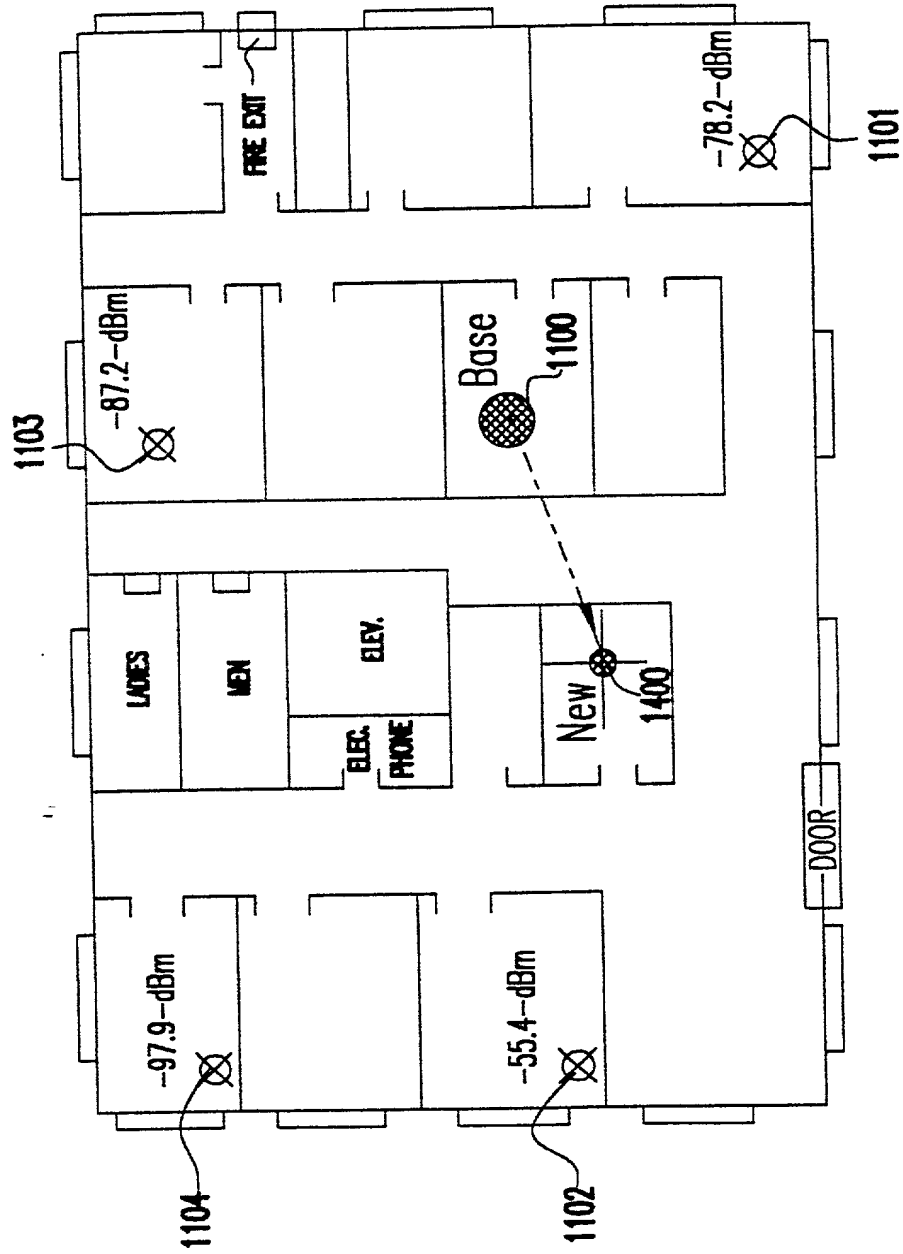 1104
1102
-97.9-dBm
-55.4-dBm
DOOR
LADIES
MEN
ELEV.
ELEC.
PHONE
New
1400
1103
-87.2-dBm
Base
1100
FIRE EXIT
-78.2-dBm
1101